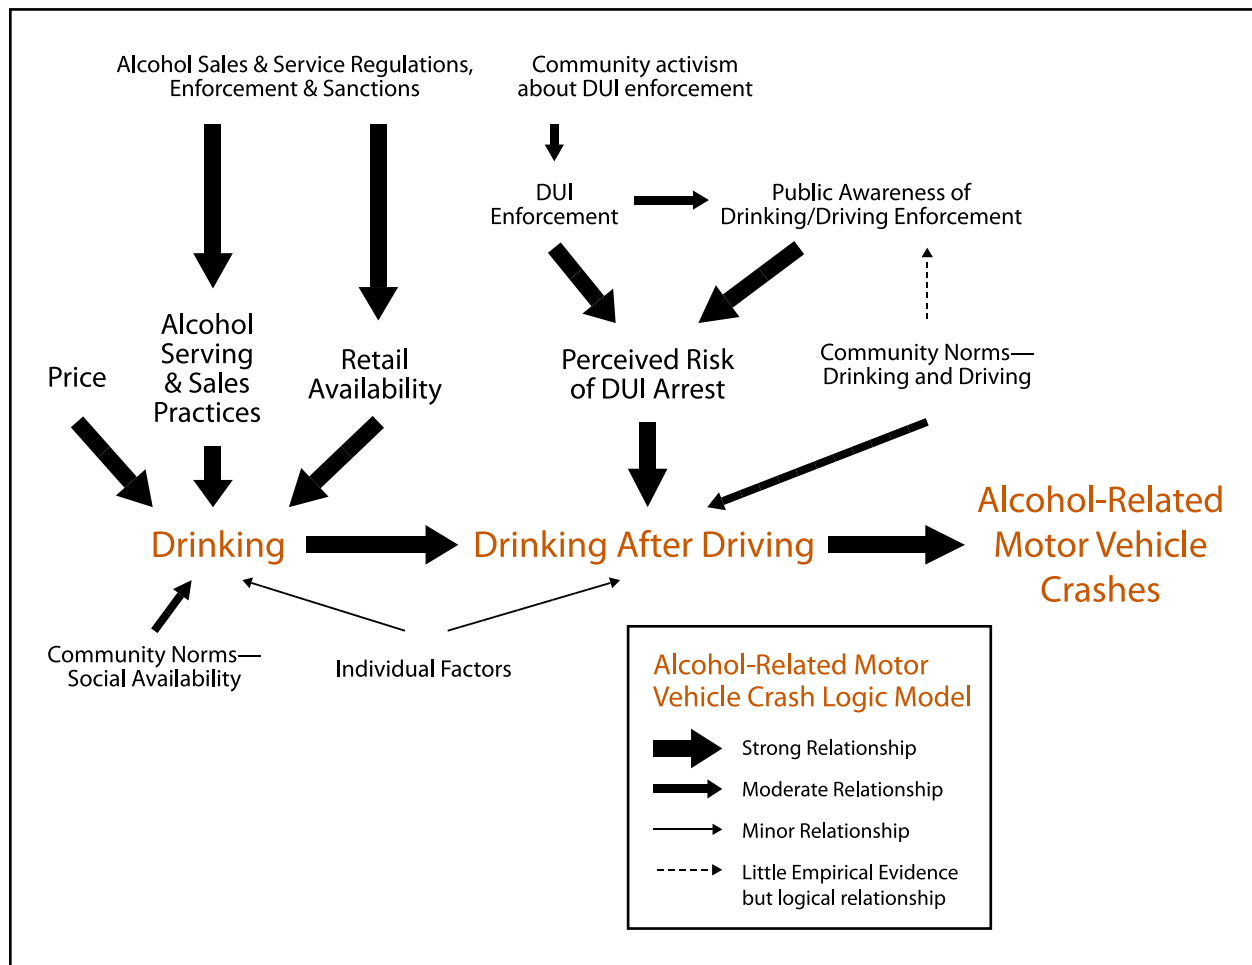 Alcohol Sales & Service Regulations,
Enforcement & Sanctions
Community activism
about DUI enforcement
DUI
Enforcement
Public Awareness of
Drinking/Driving Enforcement
Price
Alcohol
Serving
& Sales
Practices
Retail
Availability
Perceived Risk
of DUI Arrest
Community Norms—
Drinking and Driving
Drinking
Drinking After Driving
Alcohol-Related
Motor Vehicle
Crashes
Community Norms—
Social Availability
Individual Factors
Alcohol-Related Motor
Vehicle Crash Logic Model
Strong Relationship
Moderate Relationship
Minor Relationship
Little Empirical Evidence
but logical relationship